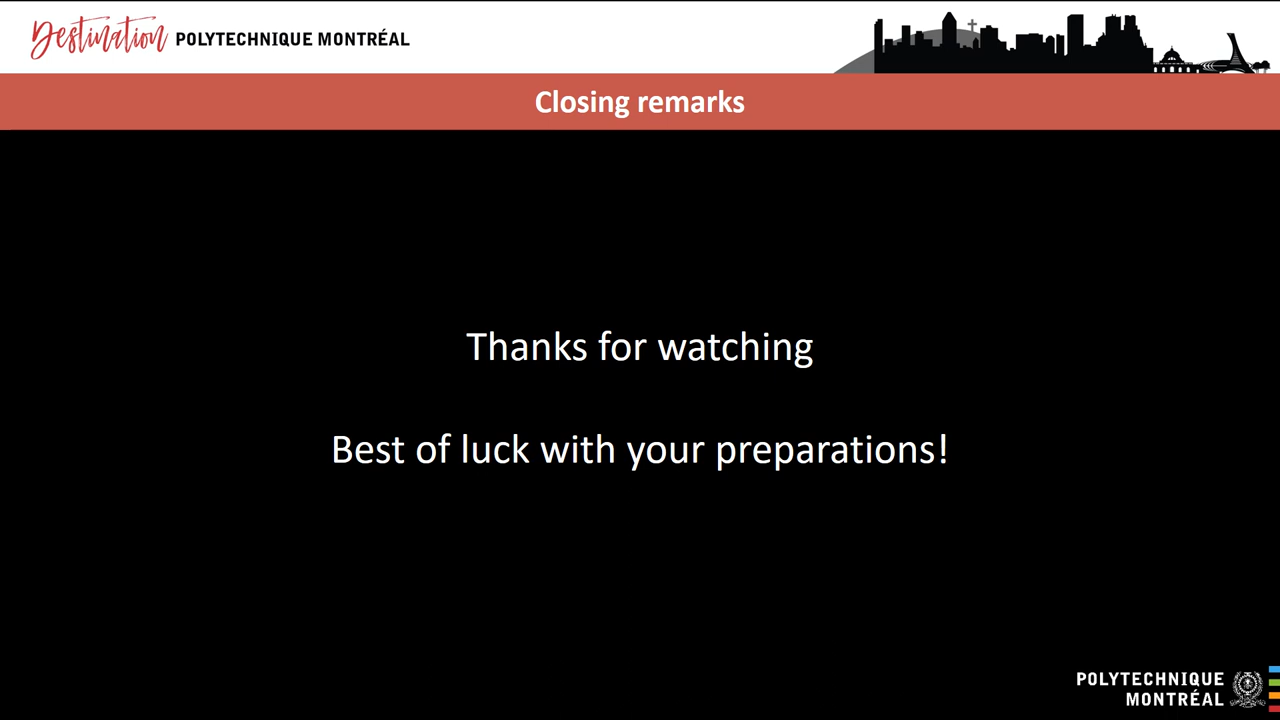 Destination POLYTECHNIQUE MONTRÉAL
Closing remarks
Thanks for watching
Best of luck with your preparations!
POLYTECHNIQUE
MONTRÉAL